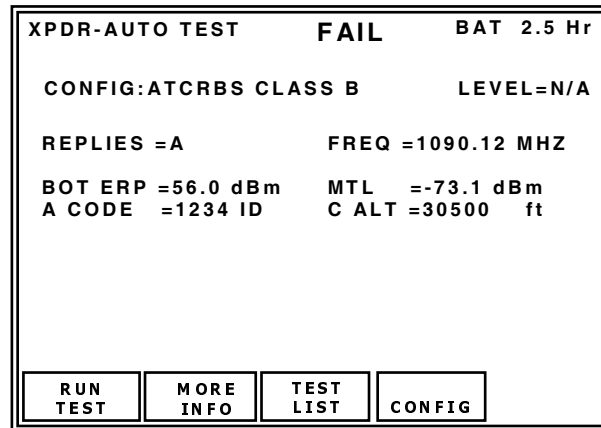 XPDR-AUTO TEST FAIL BAT 2.5 Hr
CONFIG:ATCRBS CLASS B LEVEL=N/A
REPLIES =A FREQ =1090.12 MHZ
BOT ERP =56.0 dBm MTL =-73.1 dBm
A CODE =1234 ID C ALT =30500 ft
RUN TEST MORE INFO TEST LIST CONFIG